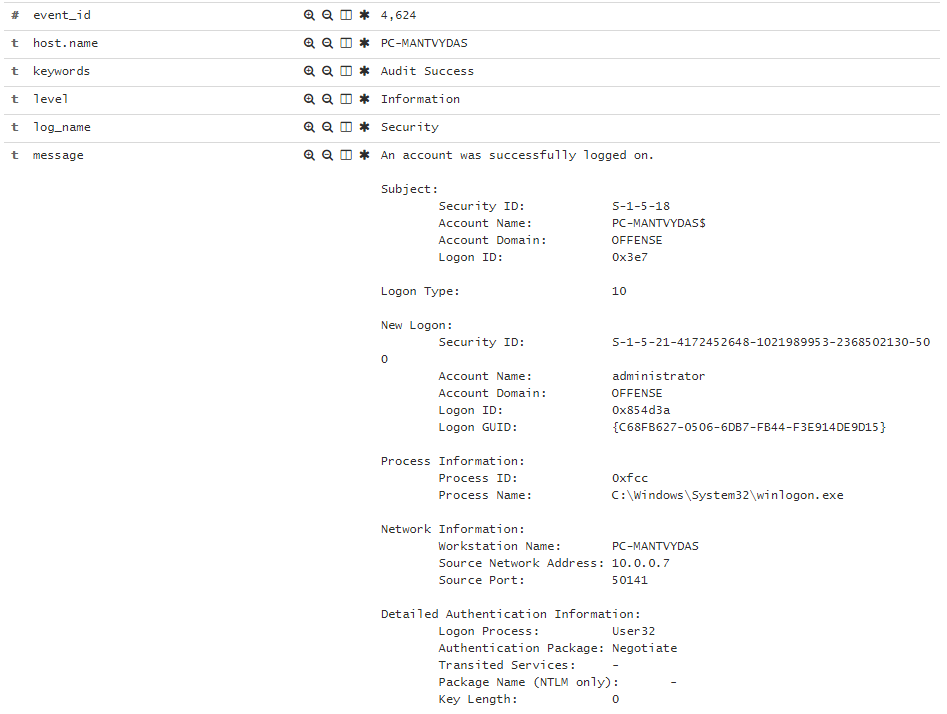 # event_id 4,624
t host.name PC-MANTVYDAS
t keywords Audit Success
t level Information
t log_name Security
t message An account was successfully logged on.
Subject:
Security ID: S-1-5-18
Account Name: PC-MANTVYDAS$
Account Domain: OFFENSE
Logon ID: 0x3e7
Logon Type: 10
New Logon:
Security ID: S-1-5-21-4172452648-1021989953-2368502130-50
0
Account Name: administrator
Account Domain: OFFENSE
Logon ID: 0x854d3a
Logon GUID: {C68FB627-0506-6DB7-FB44-F3E914DE9D15}
Process Information:
Process ID: 0xfcc
Process Name: C:\Windows\System32\winlogon.exe
Network Information:
Workstation Name: PC-MANTVYDAS
Source Network Address: 10.0.0.7
Source Port: 50141
Detailed Authentication Information:
Logon Process: User32
Authentication Package: Negotiate
Transited Services: -
Package Name (NTLM only): -
Key Length: 0